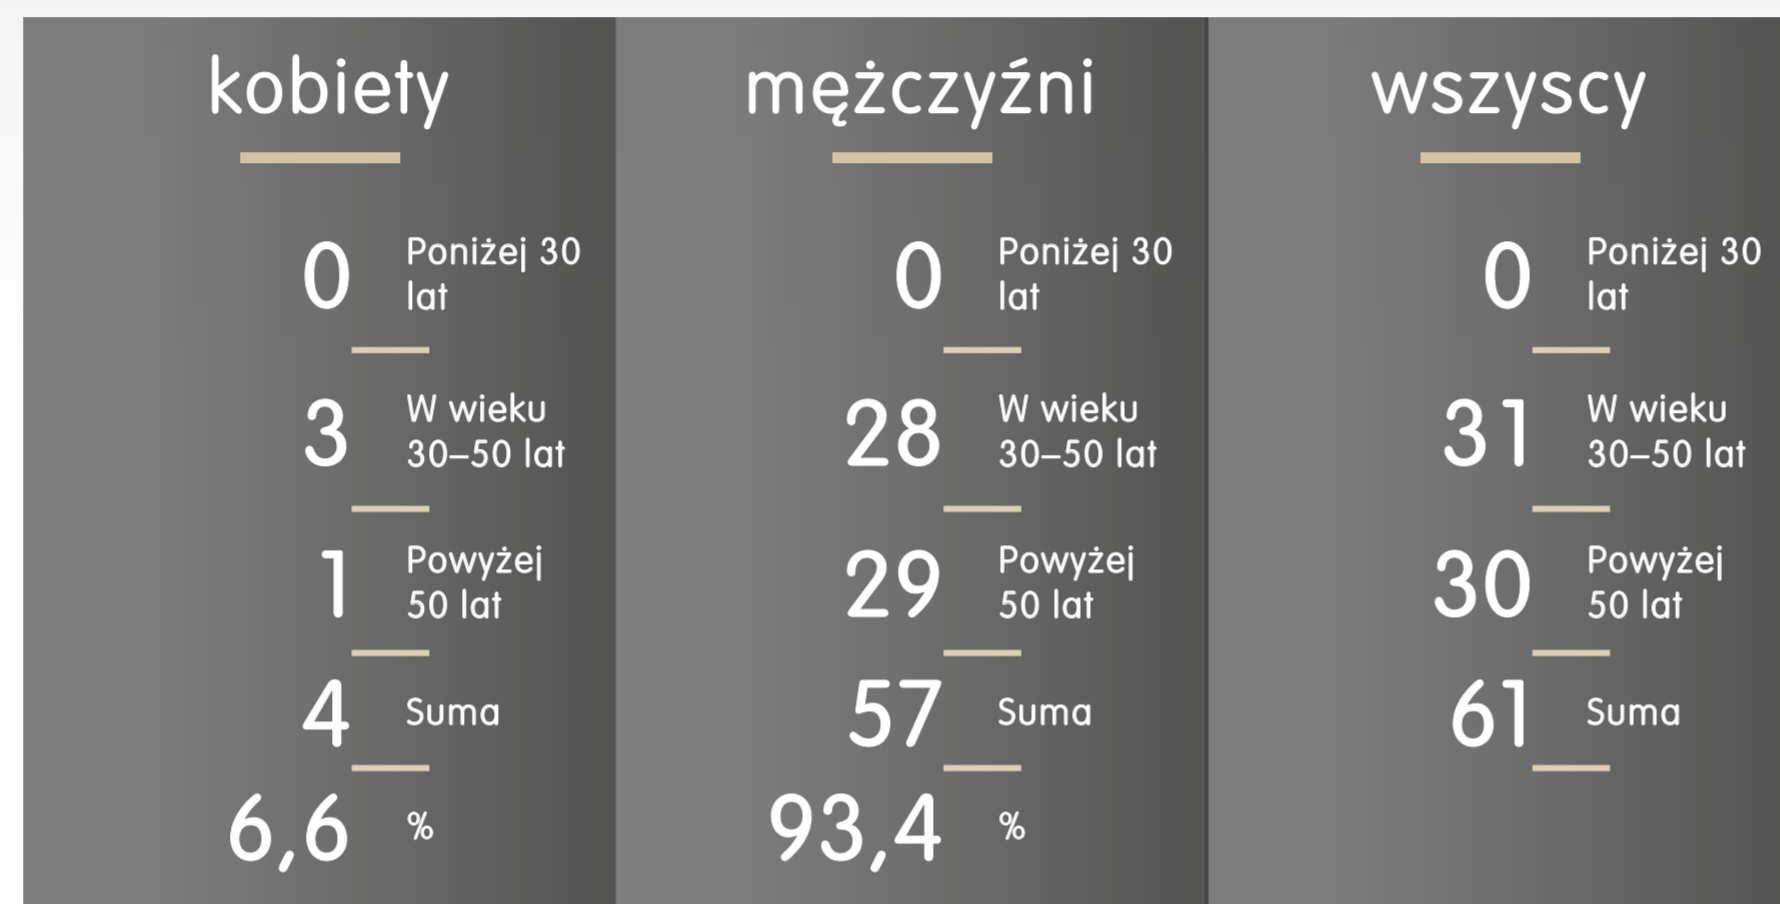 kobiety
0 Poniżej 30
lat
3 W wieku
30–50 lat
1 Powyżej
50 lat
4 Suma
6,6 %
mężczyźni
0 Poniżej 30
lat
28 W wieku
30–50 lat
29 Powyżej
50 lat
57 Suma
93,4 %
wszyscy
0 Poniżej 30
lat
31 W wieku
30–50 lat
30 Powyżej
50 lat
61 Suma